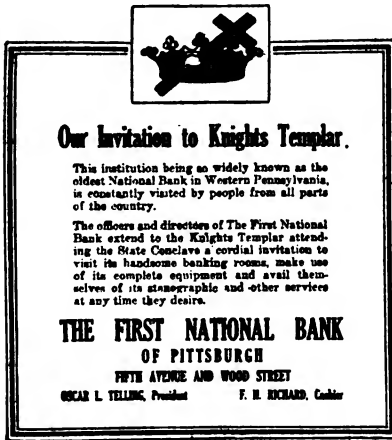 Our Invitation to Knights Templar.
This institution being so widely known as the
oldest National Bank in Western Pennsylvania,
is constantly visited by people from all parts
of the country.
The officers and directors of The First National
Bank extend to the Knights Templar attend-
ing the State Conclave a cordial invitation to
visit its handsome banking rooms, make use
of its complete equipment and avail them-
selves of its stenographic and other services
at any time they desire.
THE FIRST NATIONAL BANK
OF PITTSBURGH
FIFTH AVENUE AND WOOD STREET
OSCAR L. TELLING, President F. H. RICHARD, Cashier